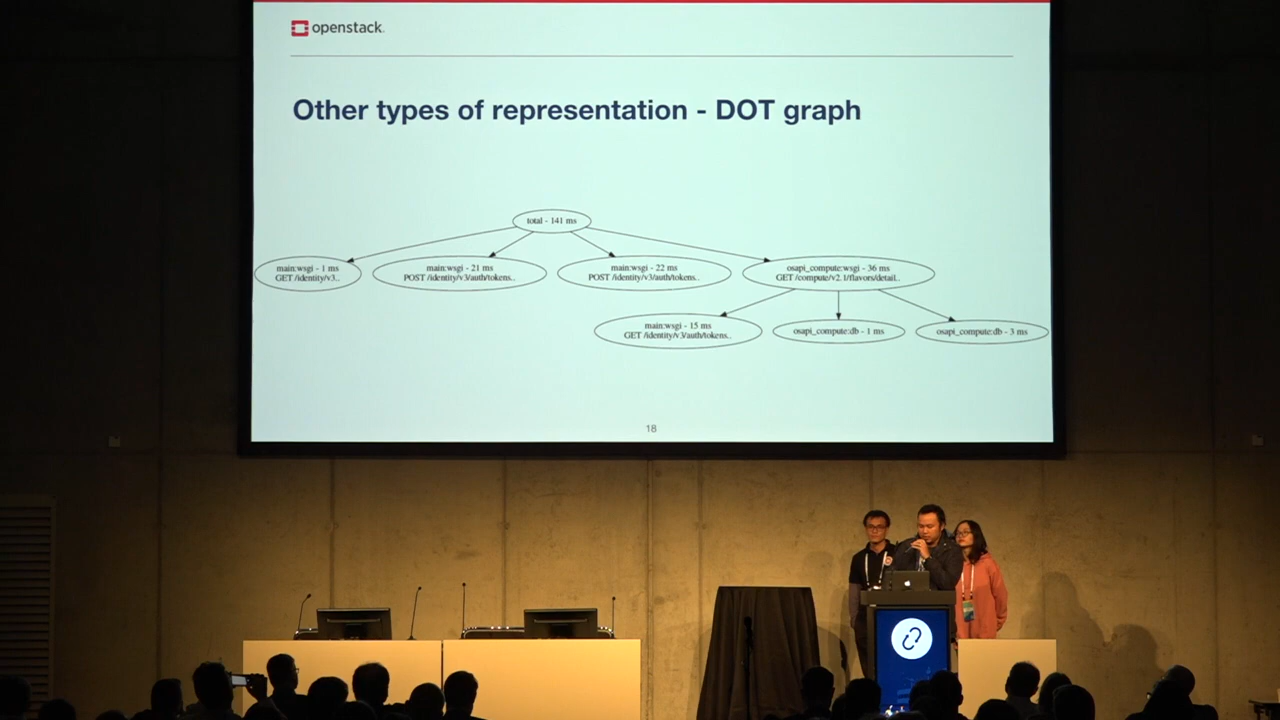 openstack.
Other types of representation - DOT graph
total - 141 ms
main:wsgi - 1 ms
GET /identity/v3..
main:wsgi - 21 ms
POST /identity/v3/auth/tokens..
main:wsgi - 22 ms
POST /identity/v3/auth/tokens..
osapi_compute:wsgi - 36 ms
GET /compute/v2.1/flavors/detail..
main:wsgi - 15 ms
GET /identity/v3/auth/tokens..
osapi_compute:db - 1 ms
osapi_compute:db - 3 ms
18